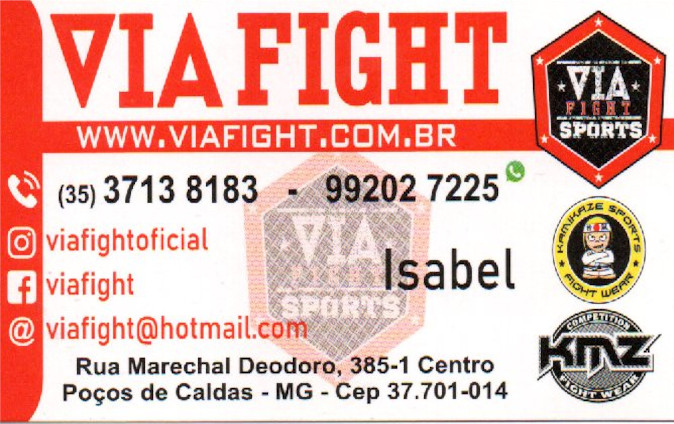 VIA FIGHT
VIA
FIGHT
SPORTS
WWW.VIAFIGHT.COM.BR
(35) 3713 8183 - 99202 7225
viafightoficial
viafight
Isabel
viafight@hotmail.com
VIA
FIGHT
SPORTS
KAMIKAZE SPORTS
FIGHT WEAR
Rua Marechal Deodoro, 385-1 Centro
Poços de Caldas - MG - Cep 37.701-014
COMPETITION
KMZ
FIGHT WEAR